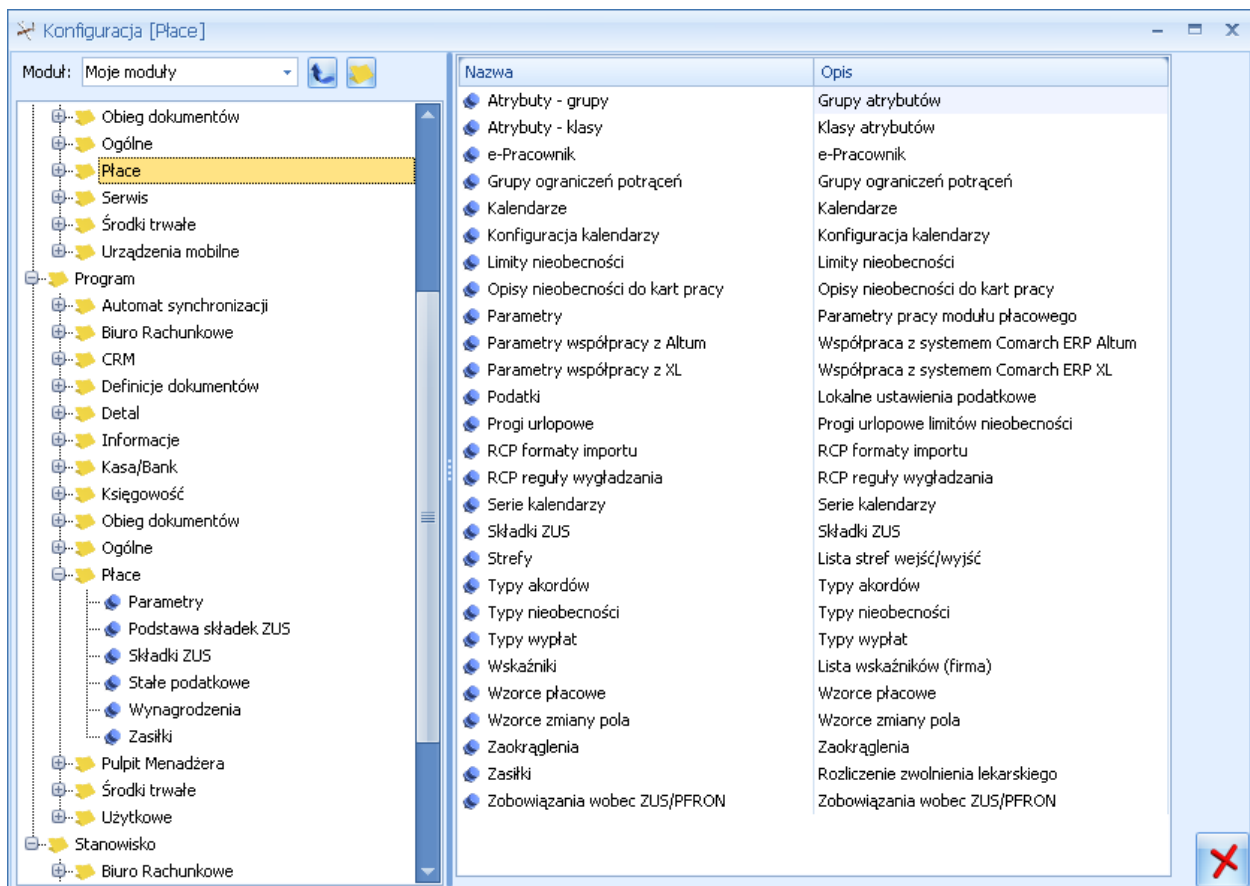 Konfiguracja [Płace]
Moduł: Moje moduły
Obieg dokumentów
Ogólne
Płace
Serwis
Środki trwałe
Urządzenia mobilne
Program
Automat synchronizacji
Biuro Rachunkowe
CRM
Definicje dokumentów
Detal
Informacje
Kasa/Bank
Księgowość
Obieg dokumentów
Ogólne
Płace
Parametry
Podstawa składek ZUS
Składki ZUS
Stałe podatkowe
Wynagrodzenia
Zasiłki
Pulpit Menadżera
Środki trwałe
Użytkowe
Stanowisko
Biuro Rachunkowe
Nazwa Opis
Atrybuty - grupy Grupy atrybutów
Atrybuty - klasy Klasy atrybutów
e-Pracownik e-Pracownik
Grupy ograniczeń potrąceń Grupy ograniczeń potrąceń
Kalendarze Kalendarze
Konfiguracja kalendarzy Konfiguracja kalendarzy
Limity nieobecności Limity nieobecności
Opisy nieobecności do kart pracy Opisy nieobecności do kart pracy
Parametry Parametry pracy modułu płacowego
Parametry współpracy z Altum Współpraca z systemem Comarch ERP Altum
Parametry współpracy z XL Współpraca z systemem Comarch ERP XL
Podatki Lokalne ustawienia podatkowe
Progi urlopowe Progi urlopowe limitów nieobecności
RCP formaty importu RCP formaty importu
RCP reguły wygładzania RCP reguły wygładzania
Serie kalendarzy Serie kalendarzy
Składki ZUS Składki ZUS
Strefy Lista stref wejść/wyjść
Typy akordów Typy akordów
Typy nieobecności Typy nieobecności
Typy wypłat Typy wypłat
Wskaźniki Lista wskaźników (firma)
Wzorce płacowe Wzorce płacowe
Wzorce zmiany pola Wzorce zmiany pola
Zaokrąglenia Zaokrąglenia
Zasiłki Rozliczenie zwolnienia lekarskiego
Zobowiązania wobec ZUS/PFRON Zobowiązania wobec ZUS/PFRON